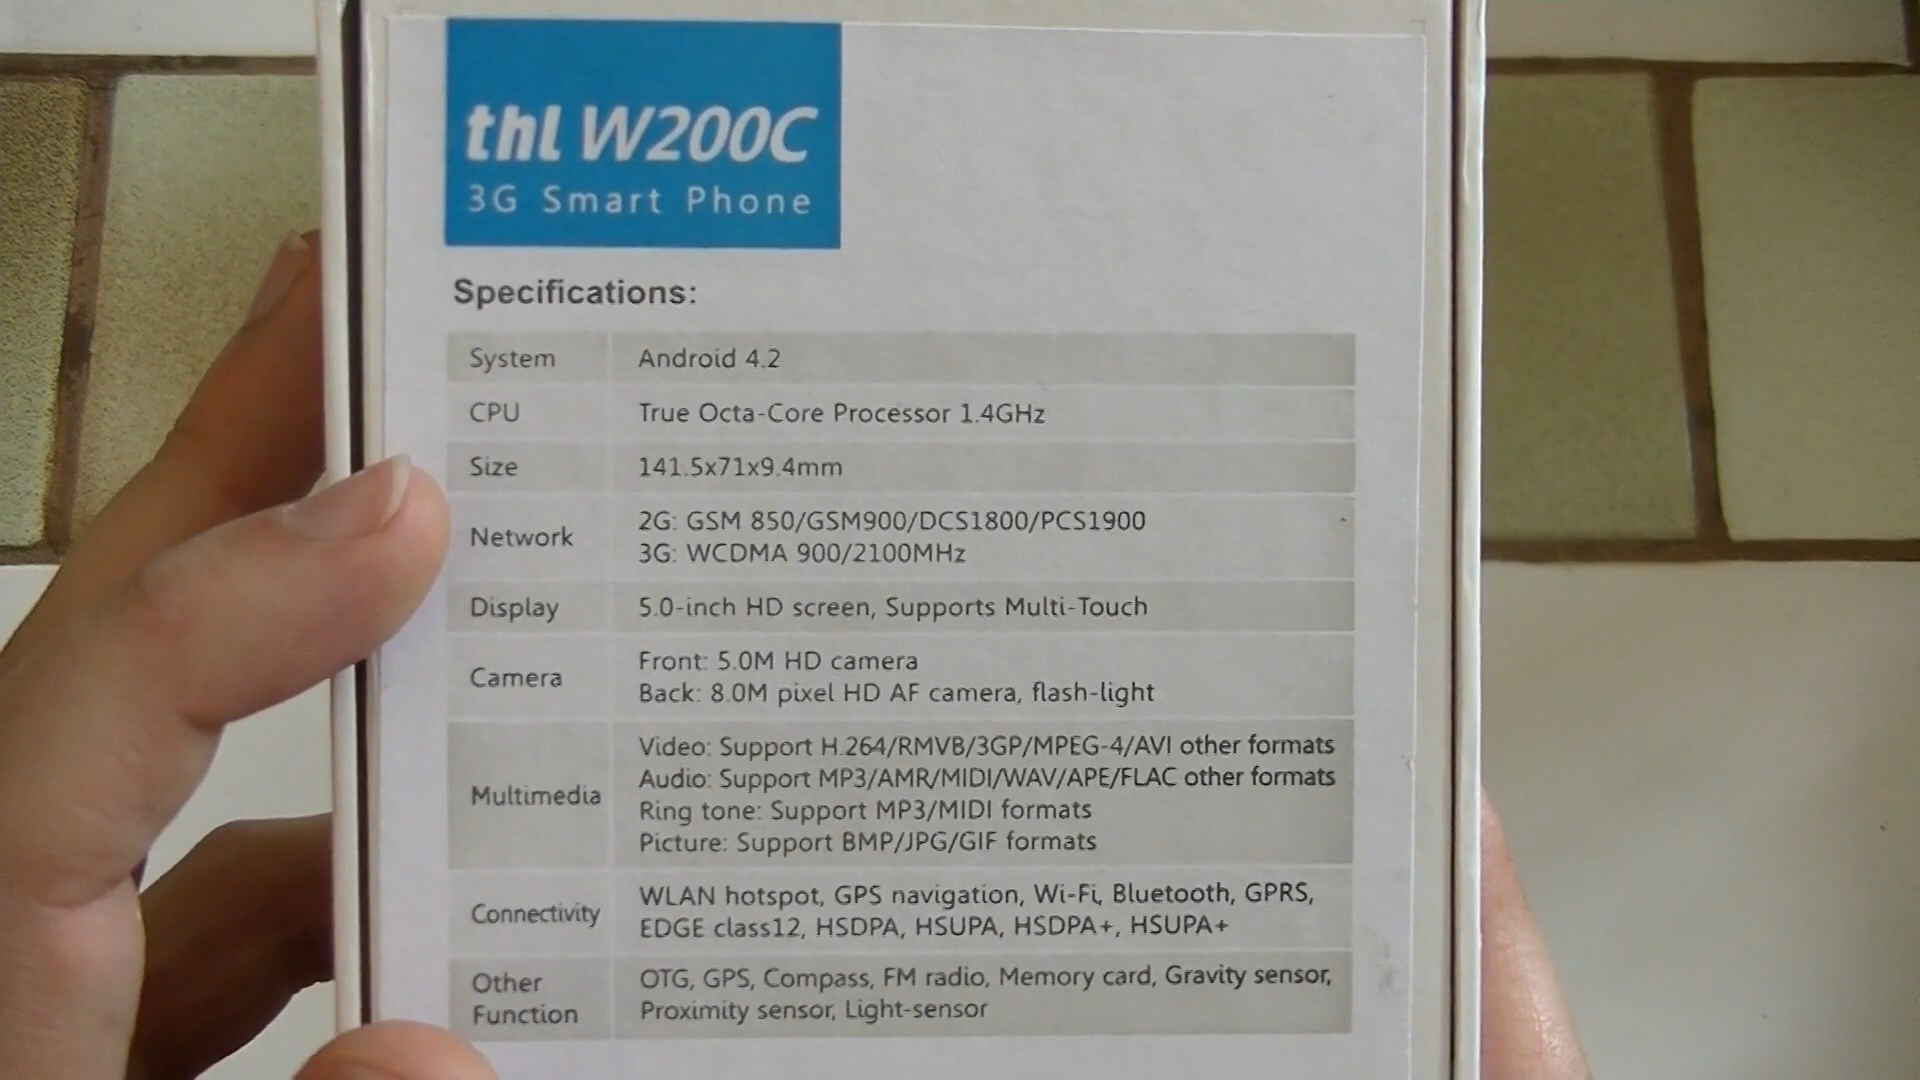 thl W200C
3G Smart Phone
Specifications:
System Android 4.2
CPU True Octa-Core Processor 1.4GHz
Size 141.5x71x9.4mm
Network
2G: GSM 850/GSM900/DCS1800/PCS1900
3G: WCDMA 900/2100MHz
Display 5.0-inch HD screen, Supports Multi-Touch
Camera
Front: 5.0M HD camera
Back: 8.0M pixel HD AF camera, flash-light
Multimedia
Video: Support H.264/RMVB/3GP/MPEG-4/AVI other formats
Audio: Support MP3/AMR/MIDI/WAV/APE/FLAC other formats
Ring tone: Support MP3/MIDI formats
Picture: Support BMP/JPG/GIF formats
Connectivity
WLAN hotspot, GPS navigation, Wi-Fi, Bluetooth, GPRS,
EDGE class12, HSDPA, HSUPA, HSDPA+, HSUPA+
Other
Function
OTG, GPS, Compass, FM radio, Memory card, Gravity sensor,
Proximity sensor, Light-sensor